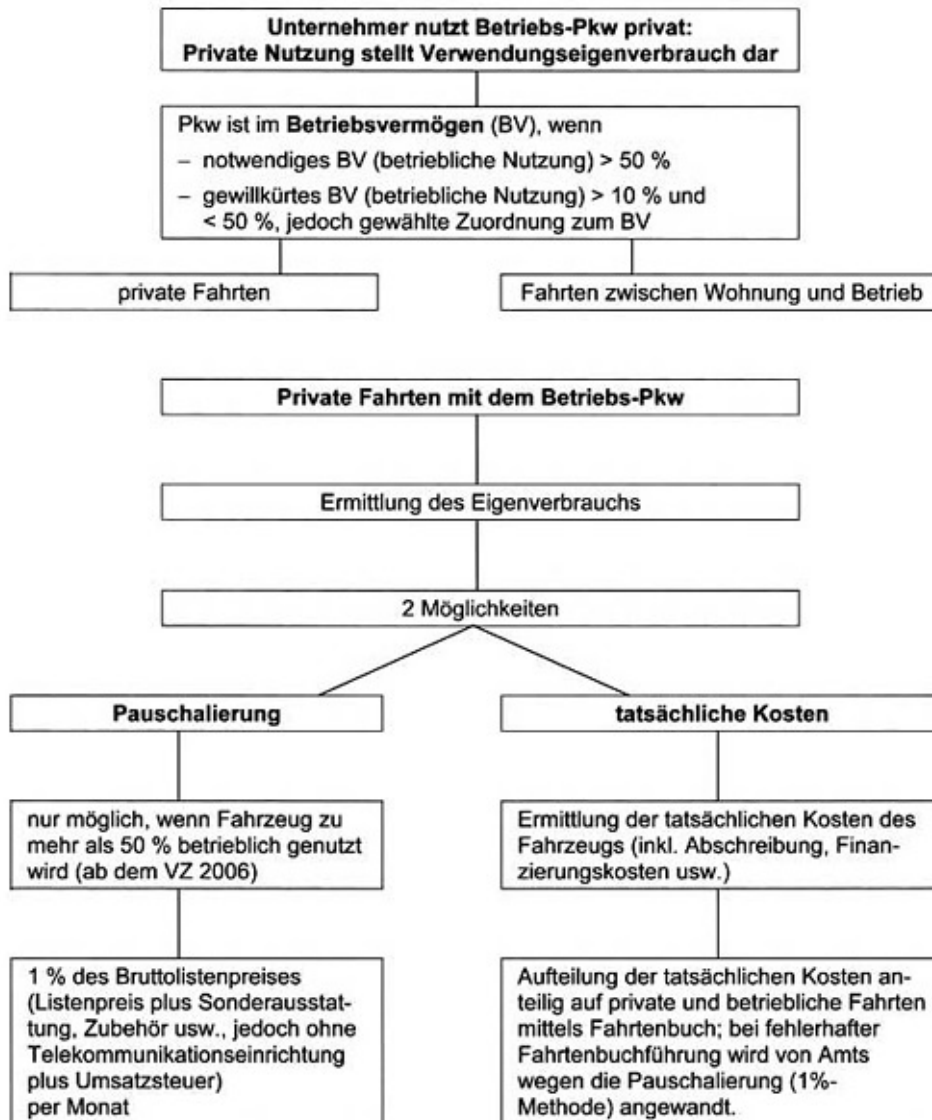 Unternehmer nutzt Betriebs-Pkw privat:
Private Nutzung stellt Verwendungseigenverbrauch dar
Pkw ist im Betriebsvermögen (BV), wenn
– notwendiges BV (betriebliche Nutzung) > 50 %
– gewillkürtes BV (betriebliche Nutzung) > 10 % und
< 50 %, jedoch gewählte Zuordnung zum BV
private Fahrten
Fahrten zwischen Wohnung und Betrieb
Private Fahrten mit dem Betriebs-Pkw
Ermittlung des Eigenverbrauchs
2 Möglichkeiten
Pauschalierung
nur möglich, wenn Fahrzeug zu
mehr als 50 % betrieblich genutzt
wird (ab dem VZ 2006)
1 % des Bruttolistenpreises
(Listenpreis plus Sonderausstat-
tung, Zubehör usw., jedoch ohne
Telekommunikationseinrichtung
plus Umsatzsteuer)
per Monat
tatsächliche Kosten
Ermittlung der tatsächlichen Kosten des
Fahrzeugs (inkl. Abschreibung, Finan-
zierungskosten usw.)
Aufteilung der tatsächlichen Kosten an-
teilig auf private und betriebliche Fahrten
mittels Fahrtenbuch; bei fehlerhafter
Fahrtenbuchführung wird von Amts
wegen die Pauschalierung (1%-
Methode) angewandt.